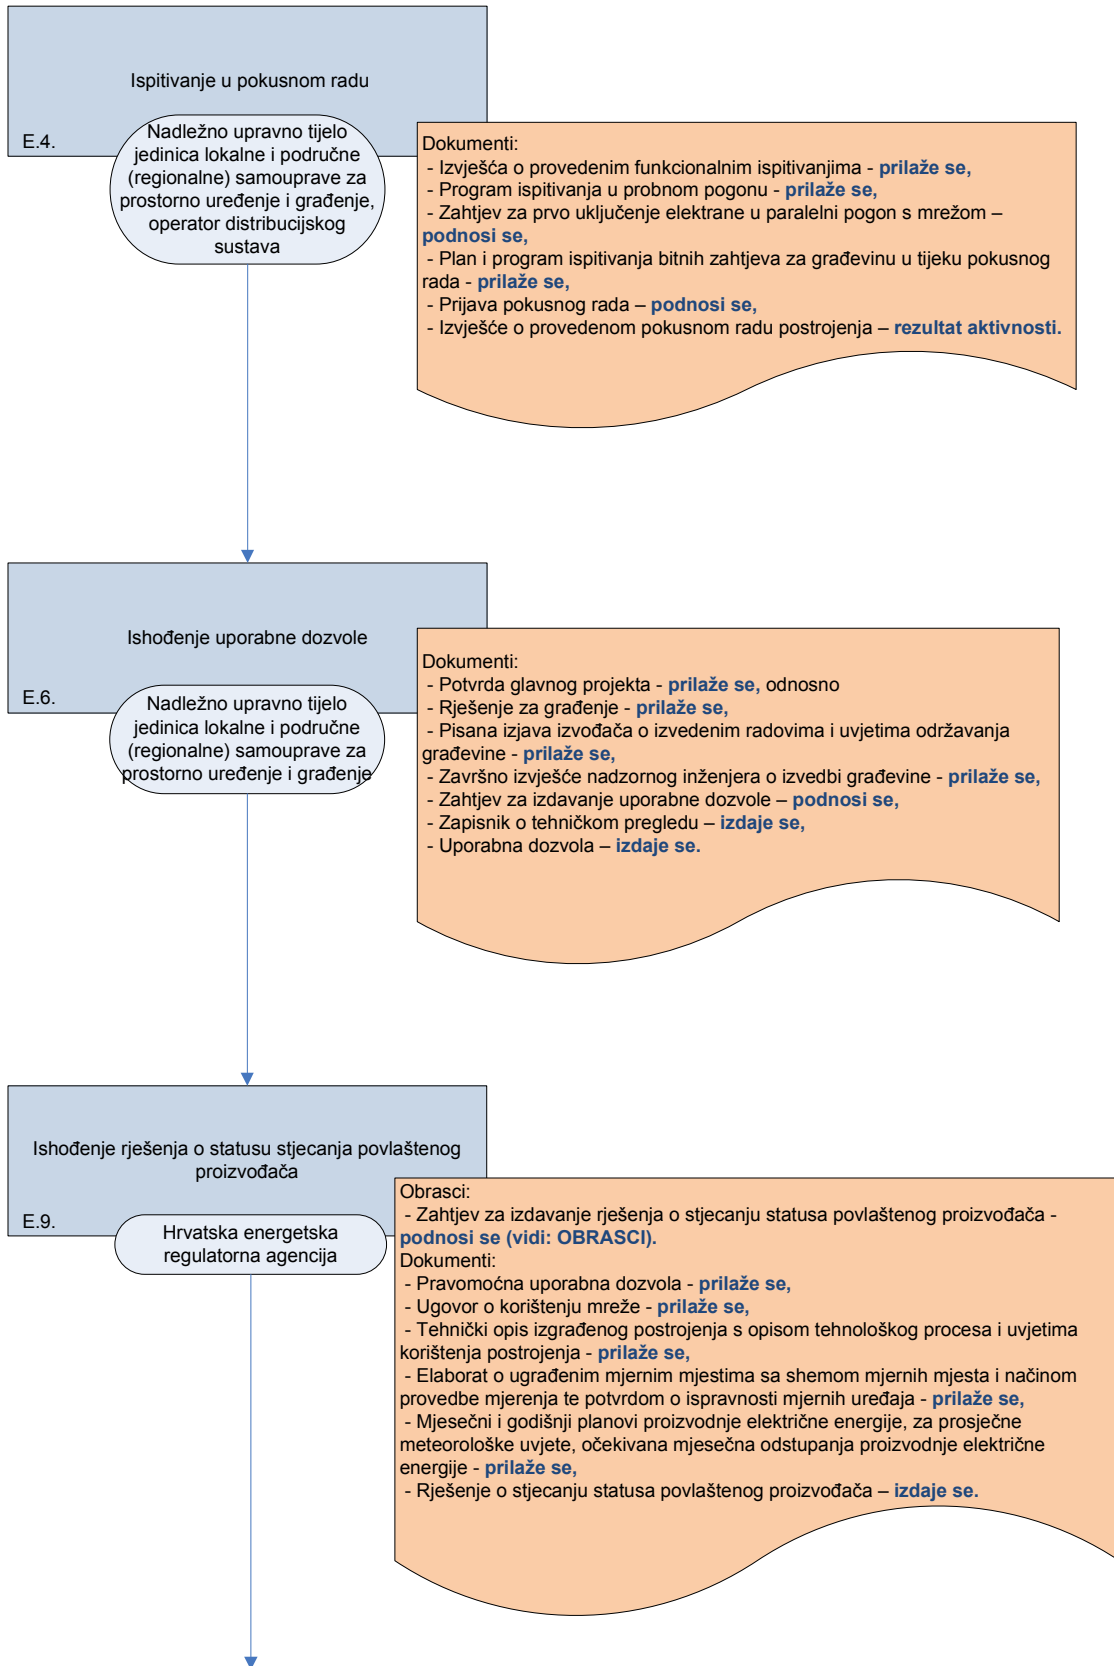 Ispitivanje u pokusnom radu
E.4.
Nadležno upravno tijelo
jedinica lokalne i područne
(regionalne) samouprave za
prostorno uređenje i građenje,
operator distribucijskog
sustava
Dokumenti:
- Izvješća o provedenim funkcionalnim ispitivanjima - prilaže se,
- Program ispitivanja u probnom pogonu - prilaže se,
- Zahtjev za prvo uključenje elektrane u paralelni pogon s mrežom –
podnosi se,
- Plan i program ispitivanja bitnih zahtjeva za građevinu u tijeku pokusnog
rada - prilaže se,
- Prijava pokusnog rada – podnosi se,
- Izvješće o provedenom pokusnom radu postrojenja – rezultat aktivnosti.
Ishođenje uporabne dozvole
E.6.
Nadležno upravno tijelo
jedinica lokalne i područne
(regionalne) samouprave za
prostorno uređenje i građenje
Dokumenti:
- Potvrda glavnog projekta - prilaže se, odnosno
- Rješenje za građenje - prilaže se,
- Pisana izjava izvođača o izvedenim radovima i uvjetima održavanja
građevine - prilaže se,
- Završno izvješće nadzornog inženjera o izvedbi građevine - prilaže se,
- Zahtjev za izdavanje uporabne dozvole – podnosi se,
- Zapisnik o tehničkom pregledu – izdaje se,
- Uporabna dozvola – izdaje se.
Ishođenje rješenja o statusu stjecanja povlaštenog
proizvođača
E.9.
Hrvatska energetska
regulatorna agencija
Obrasci:
- Zahtjev za izdavanje rješenja o stjecanju statusa povlaštenog proizvođača -
podnosi se (vidi: OBRASCI).
Dokumenti:
- Pravomoćna uporabna dozvola - prilaže se,
- Ugovor o korištenju mreže - prilaže se,
- Tehnički opis izgrađenog postrojenja s opisom tehnološkog procesa i uvjetima
korištenja postrojenja - prilaže se,
- Elaborat o ugrađenim mjernim mjestima sa shemom mjernih mjesta i načinom
provedbe mjerenja te potvrdom o ispravnosti mjernih uređaja - prilaže se,
- Mjesečni i godišnji planovi proizvodnje električne energije, za prosječne
meteorološke uvjete, očekivana mjesečna odstupanja proizvodnje električne
energije - prilaže se,
- Rješenje o stjecanju statusa povlaštenog proizvođača – izdaje se.